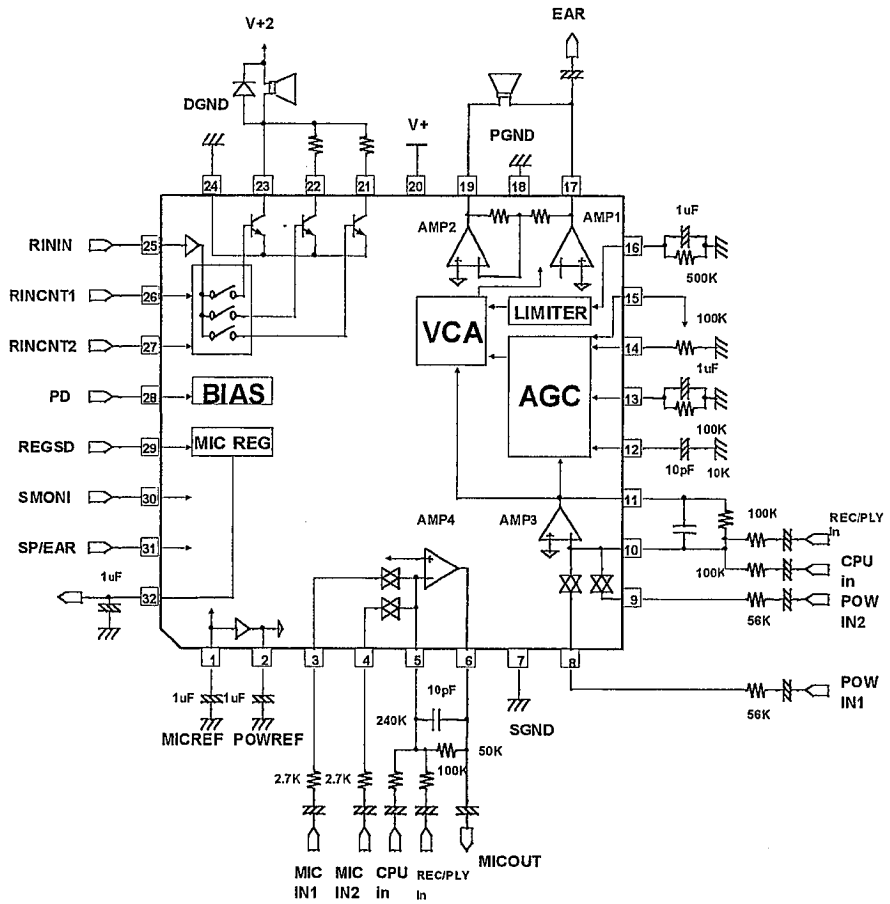 EAR
V+2
DGND
V+
PGND
24
23
22
21
20
19
18
17
AMP2
AMP1
RININ
25
16
1uF
500K
RINCNT1
26
15
VCA
LIMITER
100K
RINCNT2
27
14
1uF
PD
28
BIAS
AGC
13
100K
REGSD
29
MIC REG
12
10pF
10K
SMONI
30
11
AMP4
AMP3
100K
REC/PLY
in
SP/EAR
31
10
100K
CPU
in
1uF
32
9
56K
POW
IN2
1
2
3
4
5
6
7
8
1uF
1uF
10pF
SGND
56K
POW
IN1
MICREF
POWREF
240K
50K
100K
2.7K
2.7K
MICOUT
MIC
IN1
MIC
IN2
CPU
in
REC/PLY
In